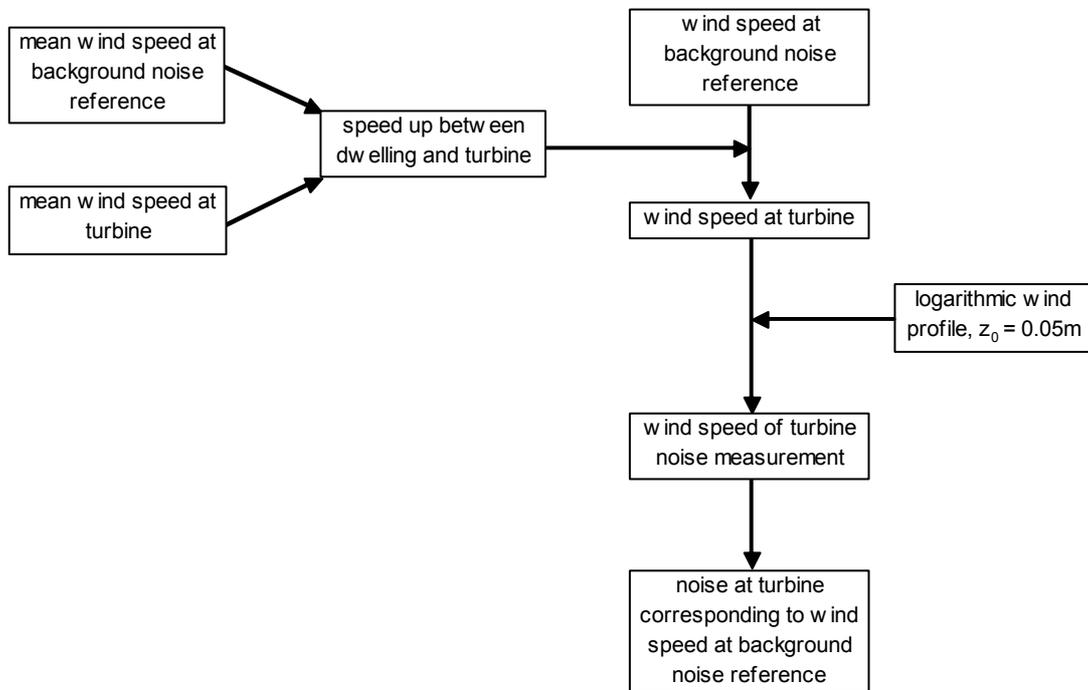 mean wind speed at
background noise
reference
mean wind speed at
turbine
speed up between
dwelling and turbine
wind speed at
background noise
reference
wind speed at turbine
logarithmic wind
profile, z₀ = 0.05m
wind speed of turbine
noise measurement
noise at turbine
corresponding to wind
speed at background
noise reference